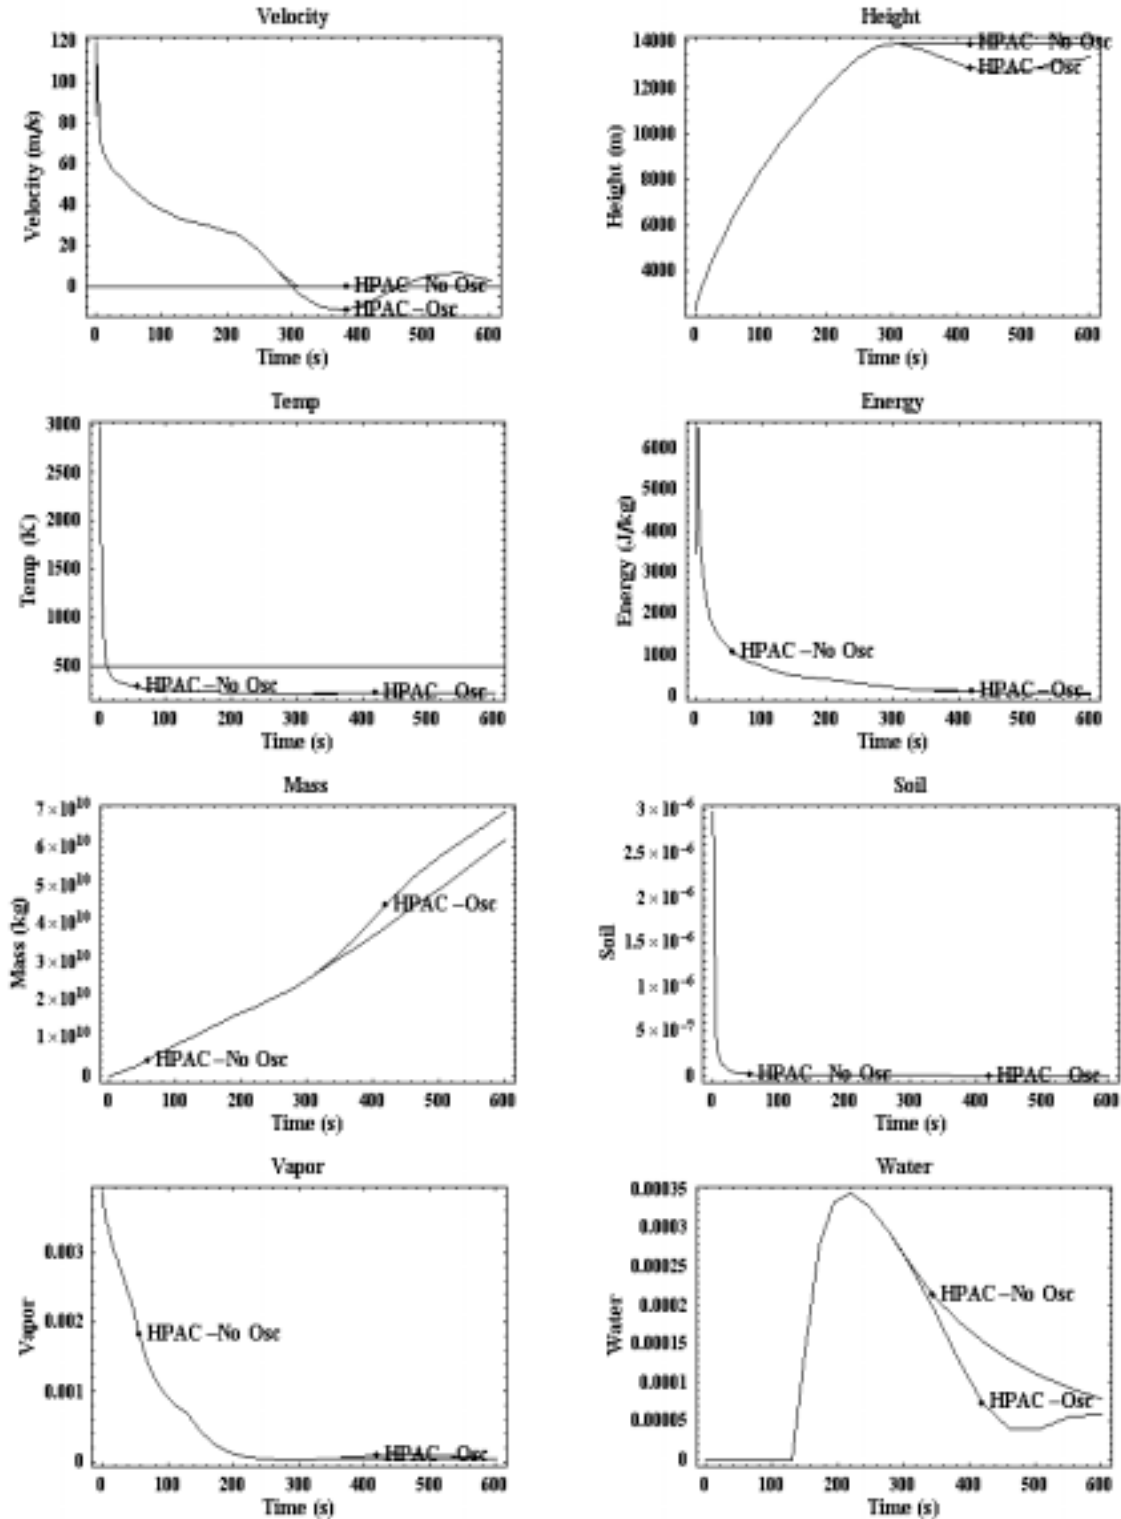 Velocity
120
100
80
60
40
20
0
Velocity (m/s)
HPAC -No Osc
HPAC -Osc
0 100 200 300 400 500 600
Time (s)
Height
14000
12000
10000
8000
6000
4000
Height (m)
HPAC -No Osc
HPAC -Osc
0 100 200 300 400 500 600
Time (s)
Temp
3000
2500
2000
1500
1000
500
Temp (K)
HPAC -No Osc
HPAC -Osc
0 100 200 300 400 500 600
Time (s)
Energy
6000
5000
4000
3000
2000
1000
0
Energy (J/kg)
HPAC -No Osc
HPAC -Osc
0 100 200 300 400 500 600
Time (s)
Mass
7 × 10^10
6 × 10^10
5 × 10^10
4 × 10^10
3 × 10^10
2 × 10^10
1 × 10^10
0
Mass (kg)
HPAC -Osc
HPAC -No Osc
0 100 200 300 400 500 600
Time (s)
Soil
3 × 10^-6
2.5 × 10^-6
2 × 10^-6
1.5 × 10^-6
1 × 10^-6
5 × 10^-7
0
Soil
HPAC -No Osc
HPAC -Osc
0 100 200 300 400 500 600
Time (s)
Vapor
0.003
0.002
0.001
0
Vapor
HPAC -No Osc
HPAC -Osc
0 100 200 300 400 500 600
Time (s)
Water
0.00035
0.0003
0.00025
0.0002
0.00015
0.0001
0.00005
0
Water
HPAC -No Osc
HPAC -Osc
0 100 200 300 400 500 600
Time (s)